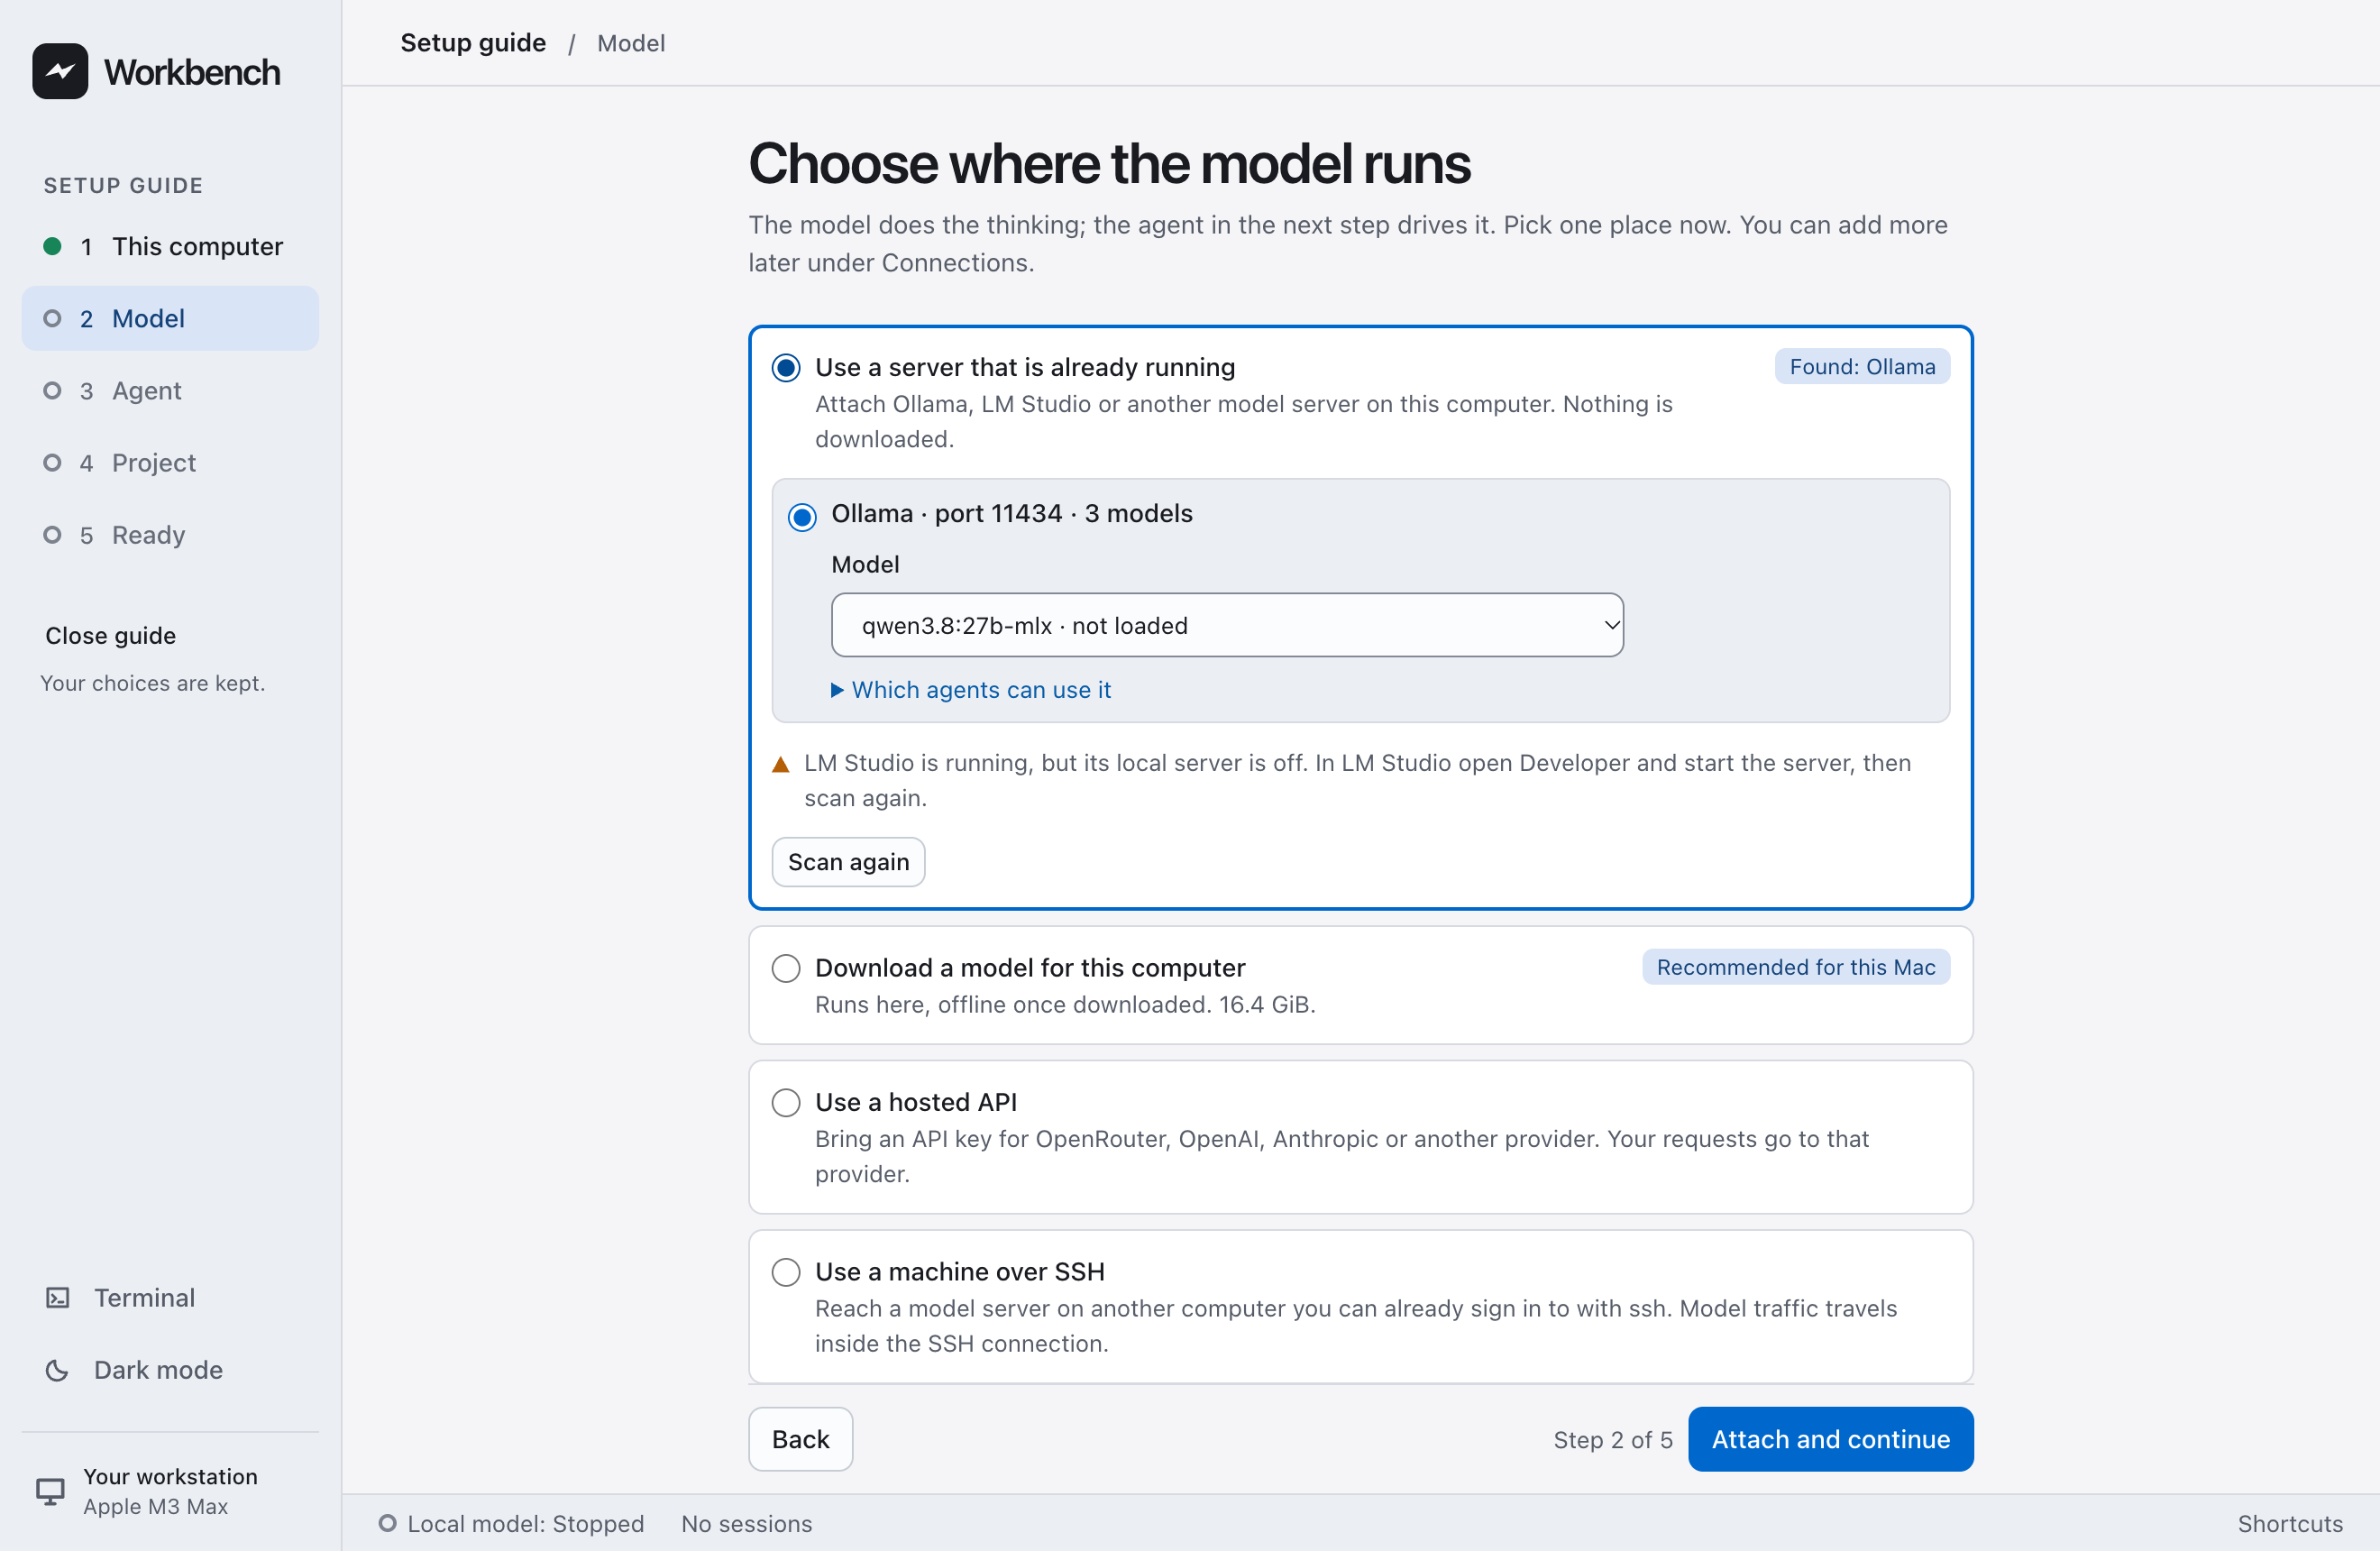 Workbench
SETUP GUIDE
1 This computer
2 Model
3 Agent
4 Project
5 Ready
Close guide
Your choices are kept.
Terminal
Dark mode
Your workstation
Apple M3 Max
Setup guide / Model
Choose where the model runs
The model does the thinking; the agent in the next step drives it. Pick one place now. You can add more
later under Connections.
Use a server that is already running
Found: Ollama
Attach Ollama, LM Studio or another model server on this computer. Nothing is
downloaded.
Ollama · port 11434 · 3 models
Model
qwen3.8:27b-mlx · not loaded
Which agents can use it
LM Studio is running, but its local server is off. In LM Studio open Developer and start the server, then
scan again.
Scan again
Download a model for this computer
Recommended for this Mac
Runs here, offline once downloaded. 16.4 GiB.
Use a hosted API
Bring an API key for OpenRouter, OpenAI, Anthropic or another provider. Your requests go to that
provider.
Use a machine over SSH
Reach a model server on another computer you can already sign in to with ssh. Model traffic travels
inside the SSH connection.
Back
Step 2 of 5
Attach and continue
Local model: Stopped
No sessions
Shortcuts